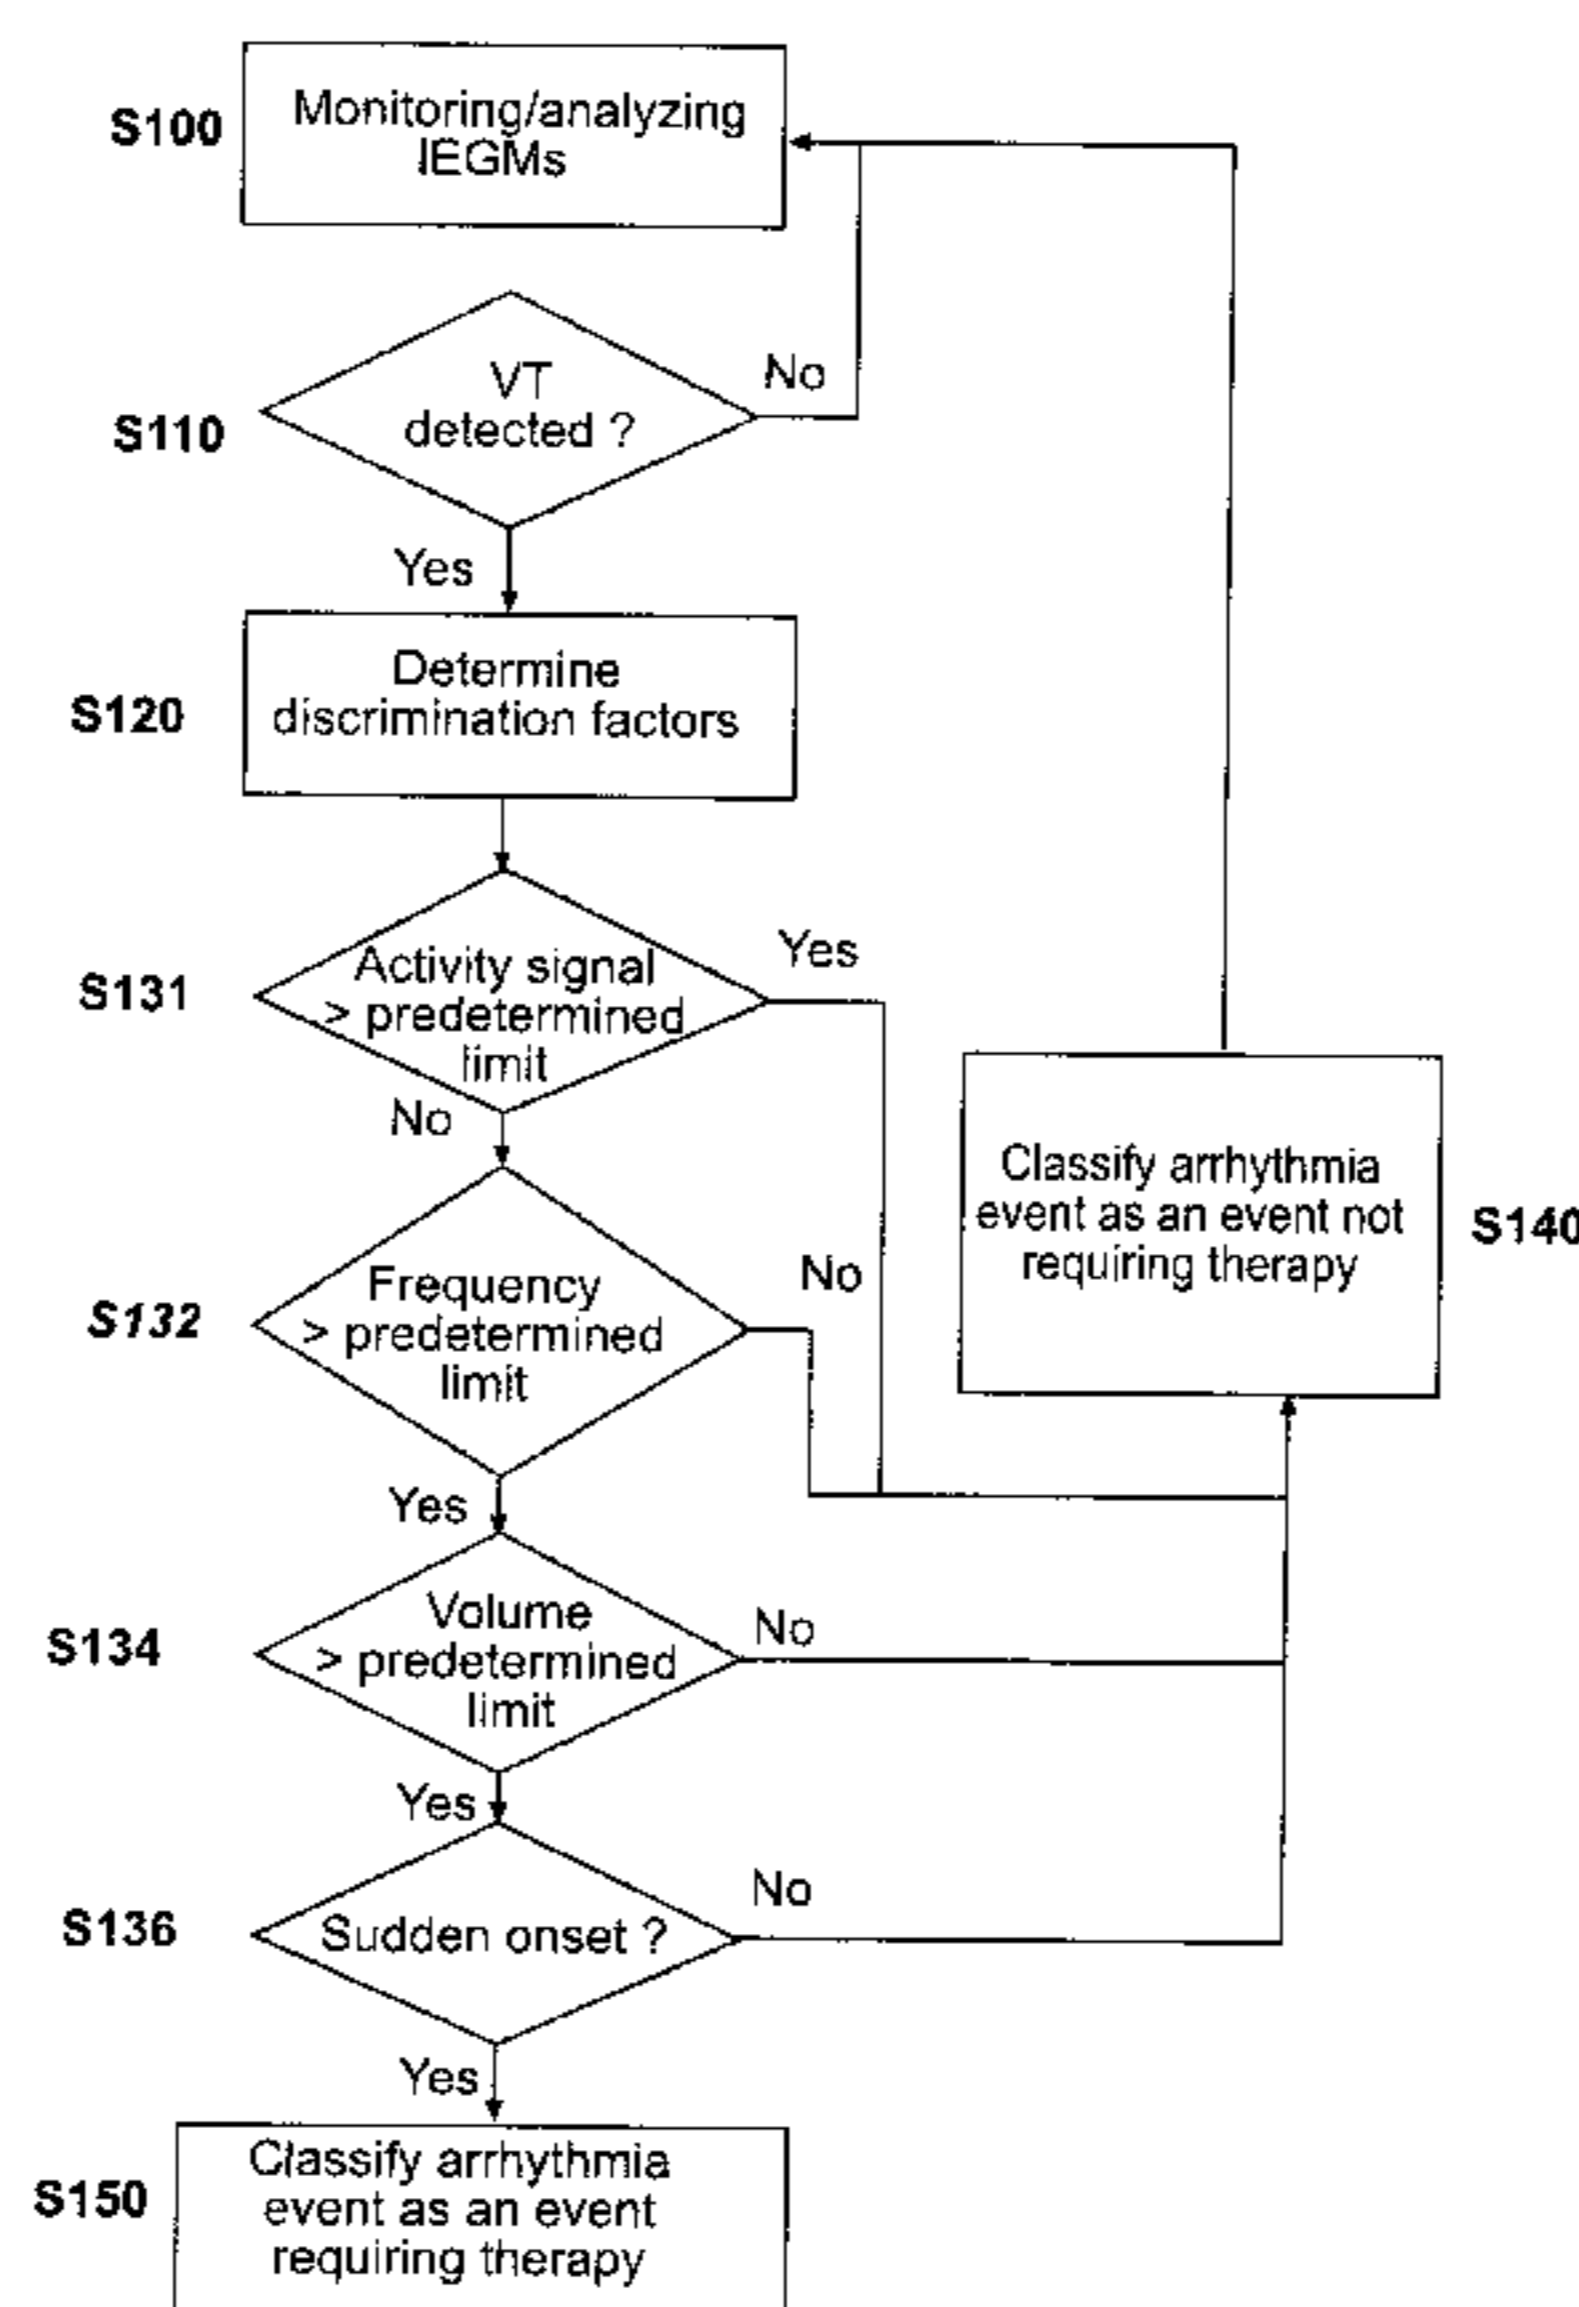 S100
Monitoring/analyzing
IEGMs
S110
VT
detected ?
No
Yes
S120
Determine
discrimination factors
S131
Activity signal
> predetermined
limit
Yes
No
S132
Frequency
> predetermined
limit
No
Yes
Classify arrhythmia
event as an event not
requiring therapy
S140
S134
Volume
> predetermined
limit
No
Yes
S136
Sudden onset ?
No
Yes
S150
Classify arrhythmia
event as an event
requiring therapy